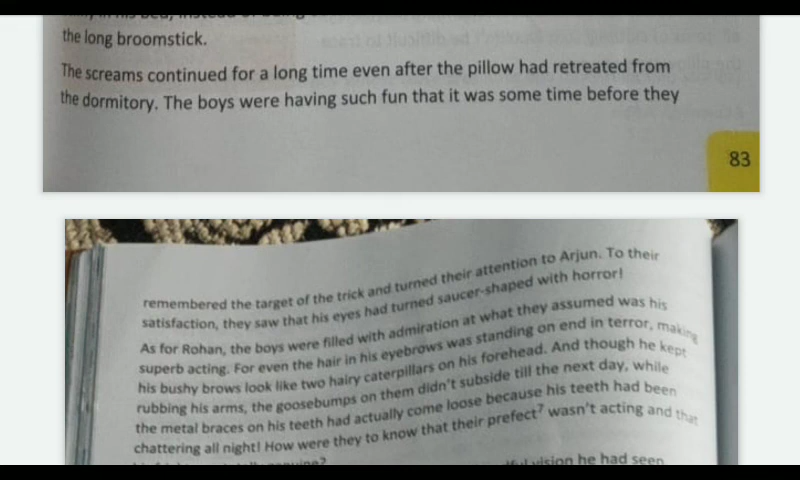 the long broomstick.
The screams continued for a long time even after the pillow had retreated from
the dormitory. The boys were having such fun that it was some time before they
83
remembered the target of the trick and turned their attention to Arjun. To their
satisfaction, they saw that his eyes had turned saucer-shaped with horror!
As for Rohan, the boys were filled with admiration at what they assumed was his
superb acting. For even the hair in his eyebrows was standing on end in terror, making
his bushy brows look like two hairy caterpillars on his forehead. And though he kept
rubbing his arms, the goosebumps on them didn't subside till the next day, while
the metal braces on his teeth had actually come loose because his teeth had been
chattering all night! How were they to know that their prefect⁷ wasn't acting and that
vision he had seen